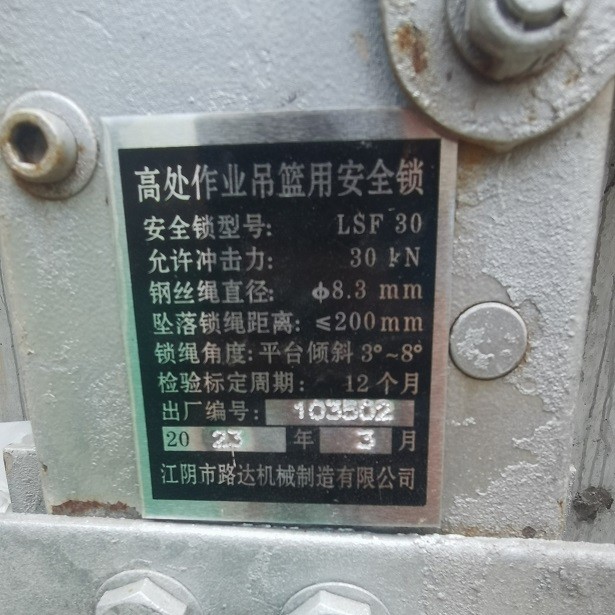 高处作业吊篮用安全锁
安全锁型号: LSF 30
允许冲击力: 30 kN
钢丝绳直径: ϕ8.3 mm
坠落锁绳距离: ≤200mm
锁绳角度:平台倾斜3°~8°
检验标定周期: 12个月
出厂编号: 103502
20 23 年 3 月
江阴市路达机械制造有限公司